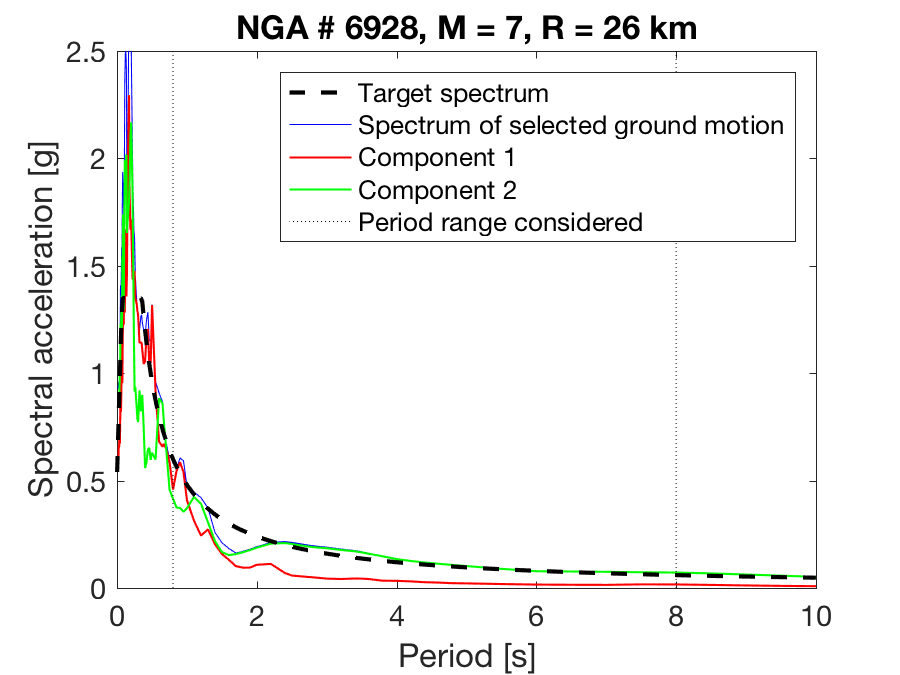 NGA # 6928, M = 7, R = 26 km
2.5
2
1.5
1
0.5
0
Spectral acceleration [g]
Target spectrum
Spectrum of selected ground motion
Component 1
Component 2
Period range considered
0 2 4 6 8 10
Period [s]